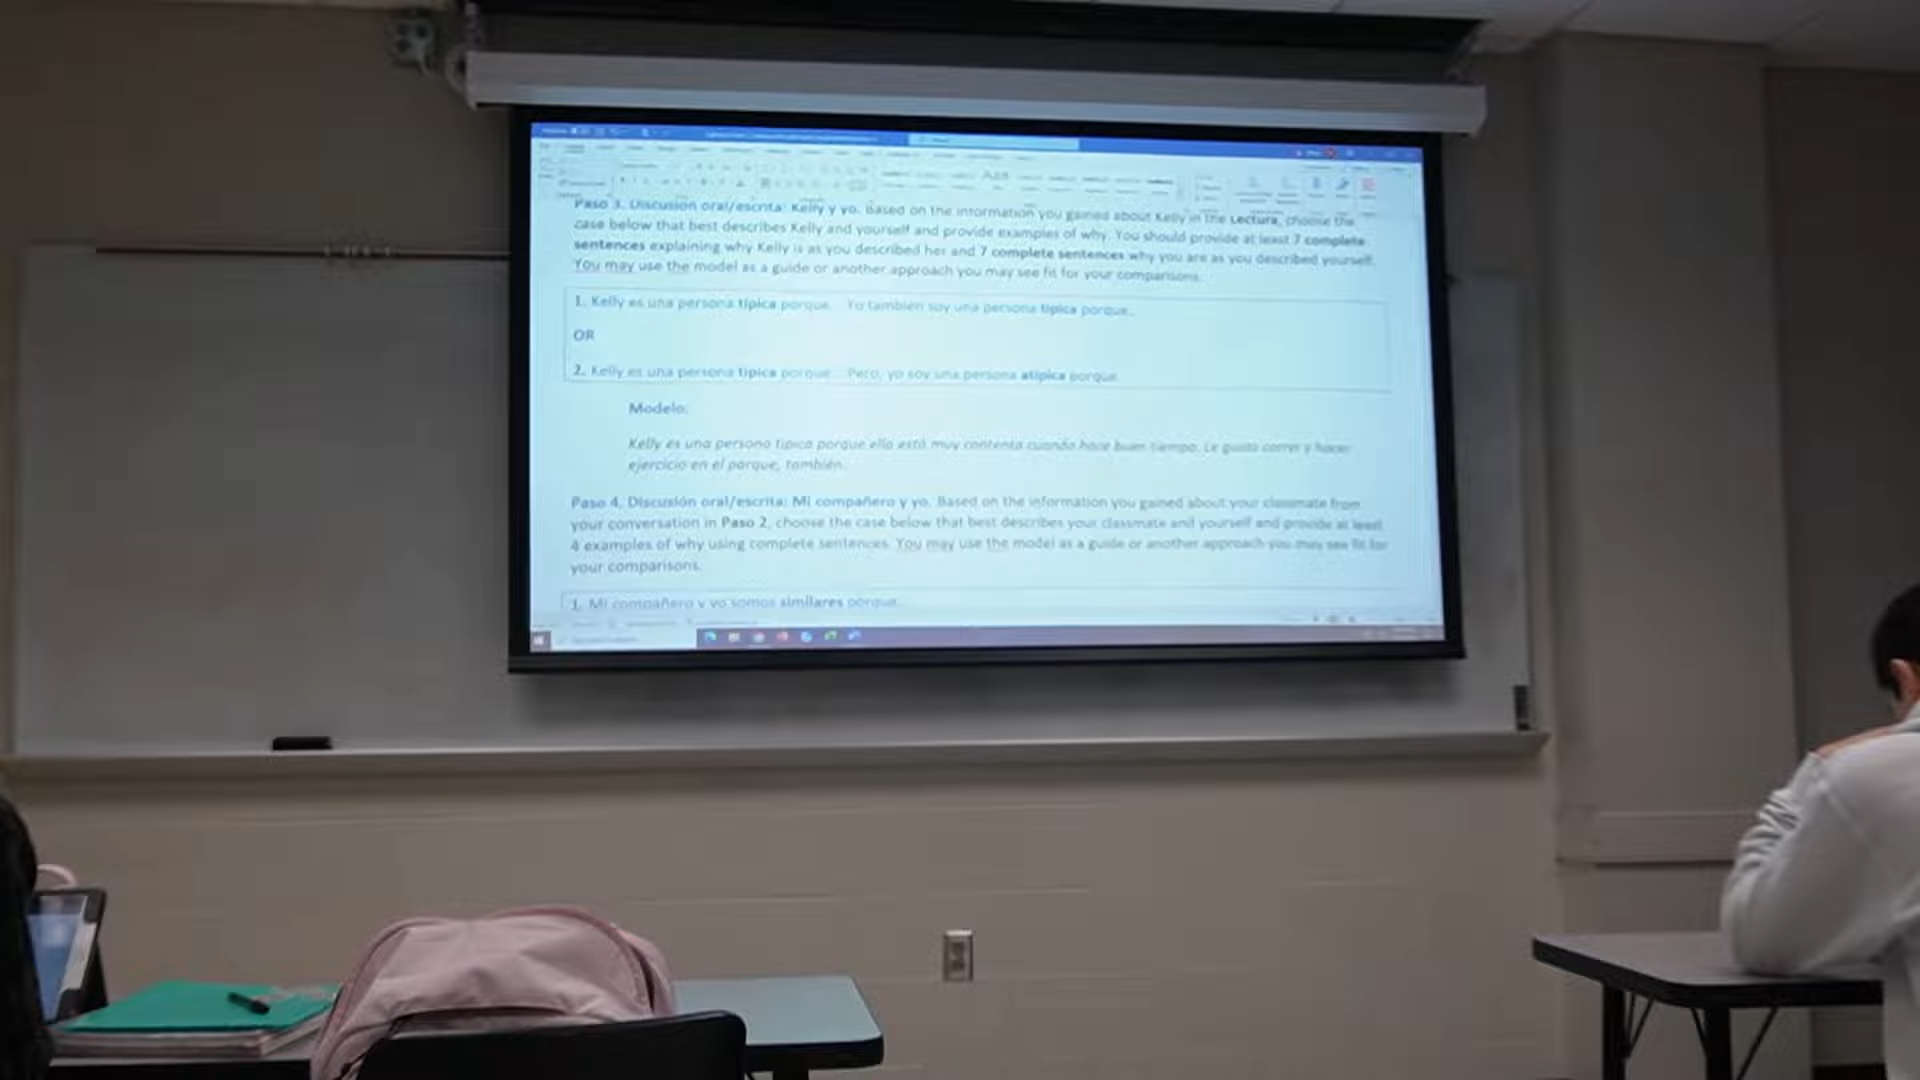 Paso 3. Discusión oral/escrita: Kelly y yo. Based on the information you gained about Kelly in the Lectura, choose the
case below that best describes Kelly and yourself and provide examples of why. You should provide at least 7 complete
sentences explaining why Kelly is as you described her and 7 complete sentences why you are as you described yourself.
You may use the model as a guide or another approach you may see fit for your comparisons.
1. Kelly es una persona típica porque... Yo también soy una persona típica porque...
OR
2. Kelly es una persona típica porque... Pero, yo soy una persona atípica porque
Modelo:
Kelly es una persona típica porque ella está muy contenta cuando hace buen tiempo. Le gusta correr y hacer
ejercicio en el parque, también.
Paso 4. Discusión oral/escrita: Mi compañero y yo. Based on the information you gained about your classmate from
your conversation in Paso 2, choose the case below that best describes your classmate and yourself and provide at least
4 examples of why using complete sentences. You may use the model as a guide or another approach you may see fit for
your comparisons.
1. Mi compañero y yo somos similares porque